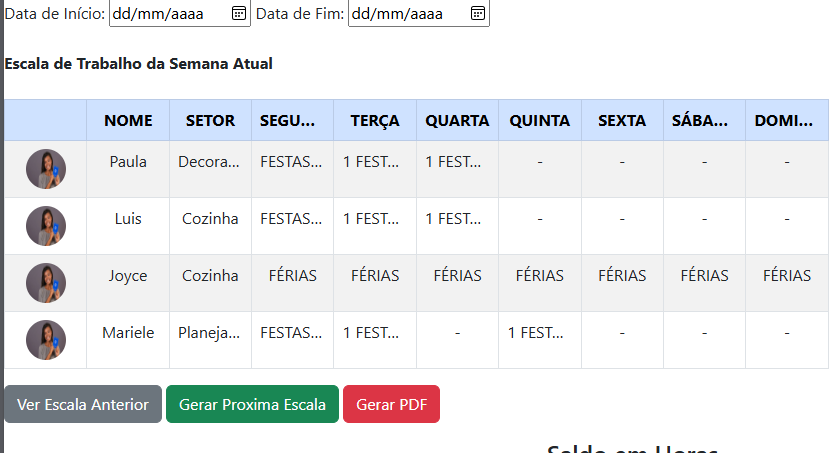 Data de Início: dd/mm/aaaa Data de Fim: dd/mm/aaaa
Escala de Trabalho da Semana Atual
NOME SETOR SEGU... TERÇA QUARTA QUINTA SEXTA SÁBA... DOMI...
Paula Decora... FESTAS... 1 FEST... 1 FEST... - - - -
Luis Cozinha FESTAS... 1 FEST... 1 FEST... - - - -
Joyce Cozinha FÉRIAS FÉRIAS FÉRIAS FÉRIAS FÉRIAS FÉRIAS FÉRIAS
Mariele Planeja... FESTAS... 1 FEST... - 1 FEST... - - -
Ver Escala Anterior Gerar Proxima Escala Gerar PDF
Saldo em Horas